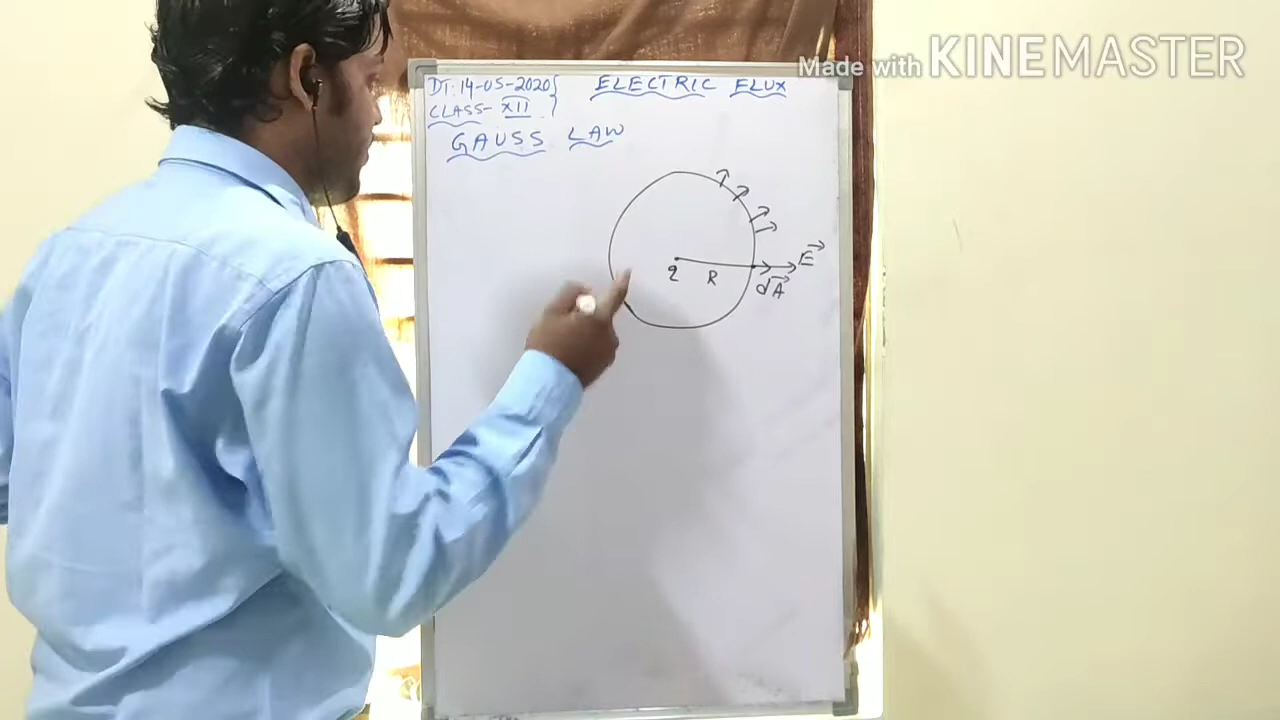 Made with KINEMASTER
DT: 14-05-2020} ELECTRIC FLUX
CLASS- XII
GAUSS LAW
E
q R dA